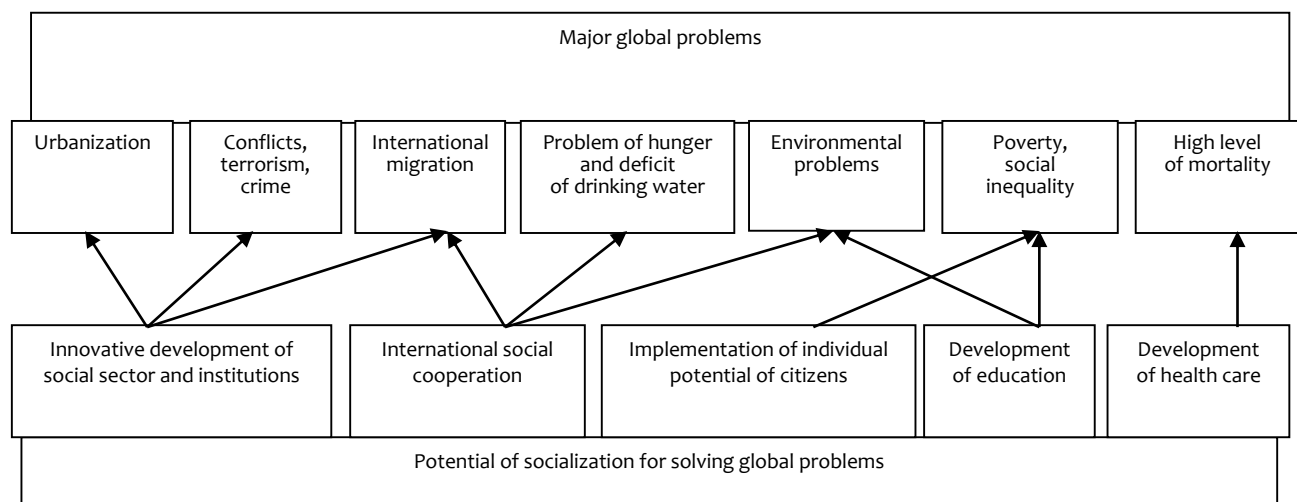 Major global problems
Urbanization
Conflicts,
terrorism,
crime
International
migration
Problem of hunger
and deficit
of drinking water
Environmental
problems
Poverty,
social
inequality
High level
of mortality
Innovative development of
social sector and institutions
International social
cooperation
Implementation of individual
potential of citizens
Development
of education
Development
of health care
Potential of socialization for solving global problems